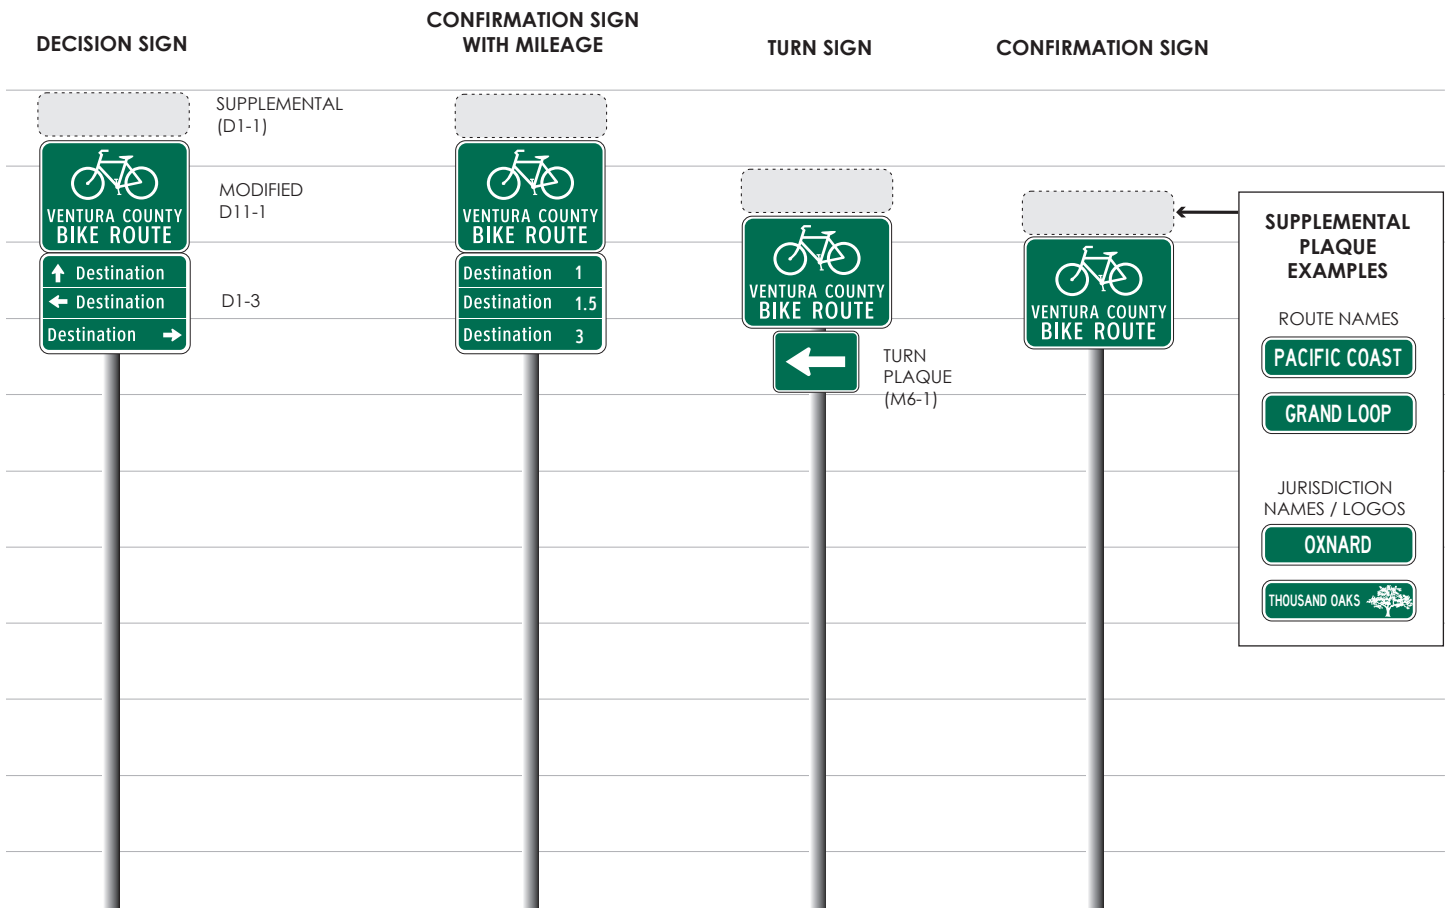 DECISION SIGN
SUPPLEMENTAL
(D1-1)
VENTURA COUNTY
BIKE ROUTE
MODIFIED
D11-1
Destination
Destination
Destination
D1-3
CONFIRMATION SIGN
WITH MILEAGE
VENTURA COUNTY
BIKE ROUTE
Destination 1
Destination 1.5
Destination 3
TURN SIGN
VENTURA COUNTY
BIKE ROUTE
TURN
PLAQUE
(M6-1)
CONFIRMATION SIGN
VENTURA COUNTY
BIKE ROUTE
SUPPLEMENTAL
PLAQUE
EXAMPLES
ROUTE NAMES
PACIFIC COAST
GRAND LOOP
JURISDICTION
NAMES / LOGOS
OXNARD
THOUSAND OAKS